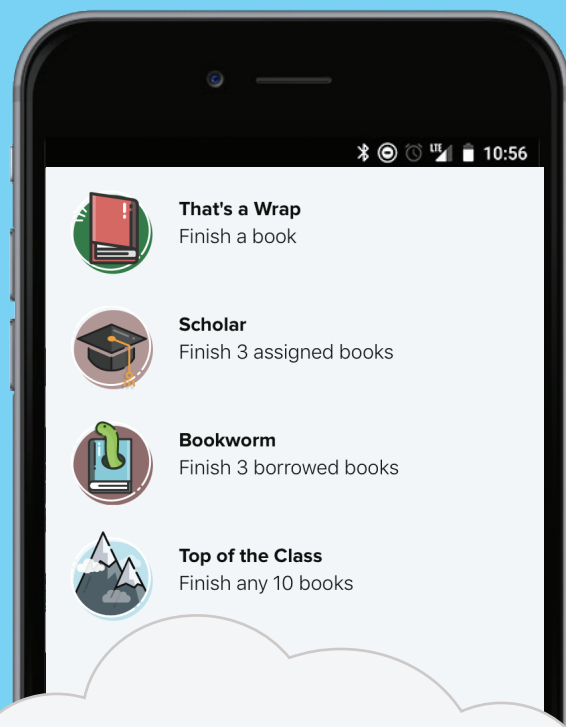 LTE 10:56
That's a Wrap
Finish a book
Scholar
Finish 3 assigned books
Bookworm
Finish 3 borrowed books
Top of the Class
Finish any 10 books